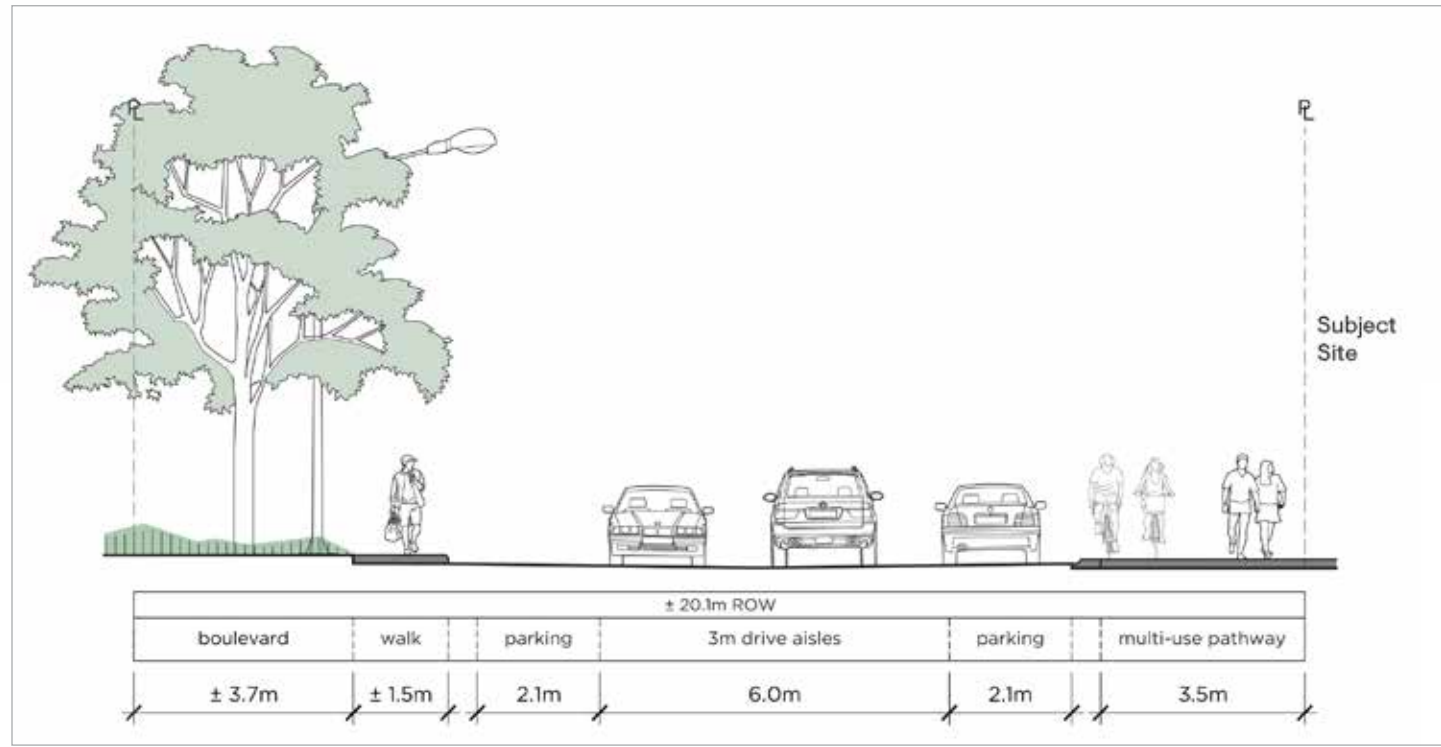 PL
PL
Subject
Site
± 20.1m ROW
boulevard walk parking 3m drive aisles parking multi-use pathway
± 3.7m ± 1.5m 2.1m 6.0m 2.1m 3.5m